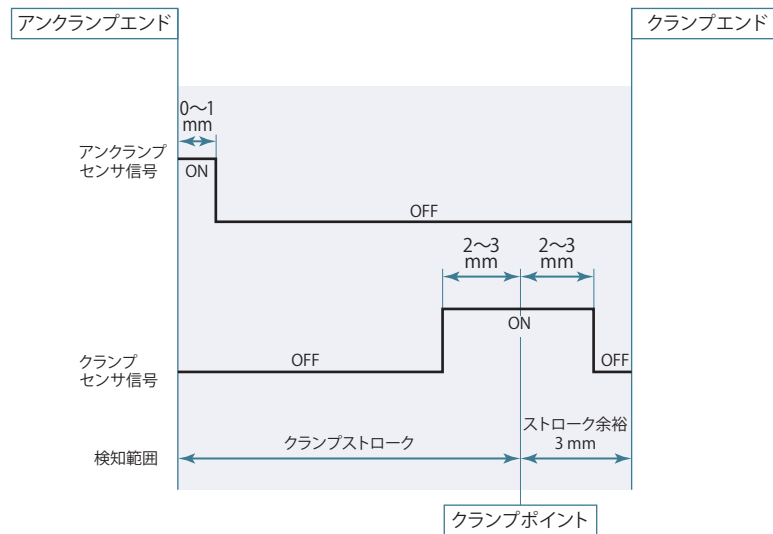 アンクランプエンド
クランプエンド
0〜1
mm
アンクランプ
センサ信号
ON
OFF
2〜3
mm
2〜3
mm
ON
クランプ
センサ信号
OFF
OFF
ストローク余裕
3 mm
検知範囲
クランプストローク
クランプポイント